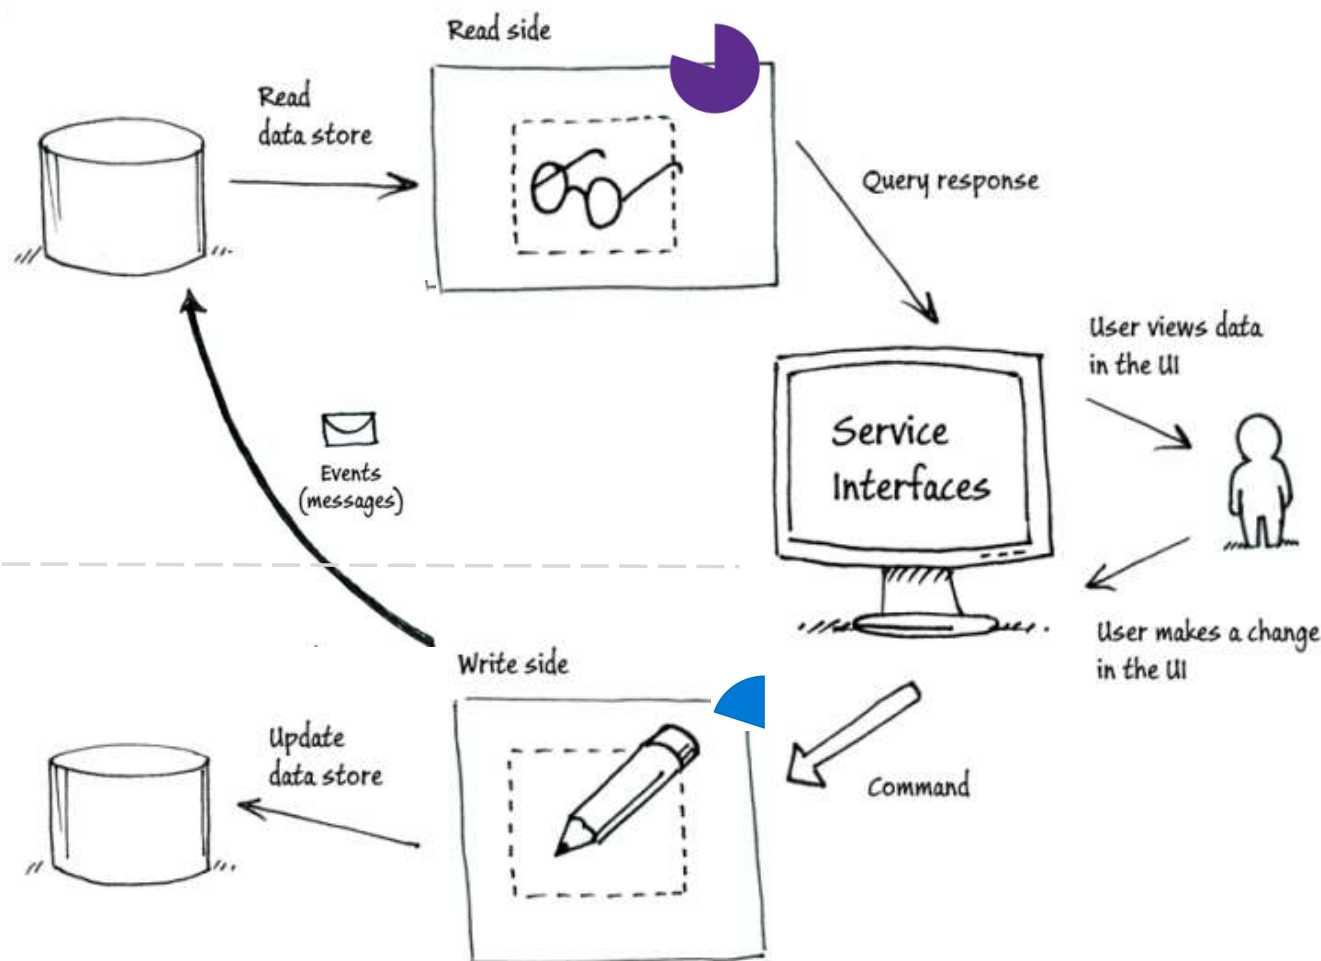 Read side
Read
data store
Query response
User views data
in the UI
Service
Interfaces
Events
(messages)
User makes a change
in the UI
Write side
Update
data store
Command